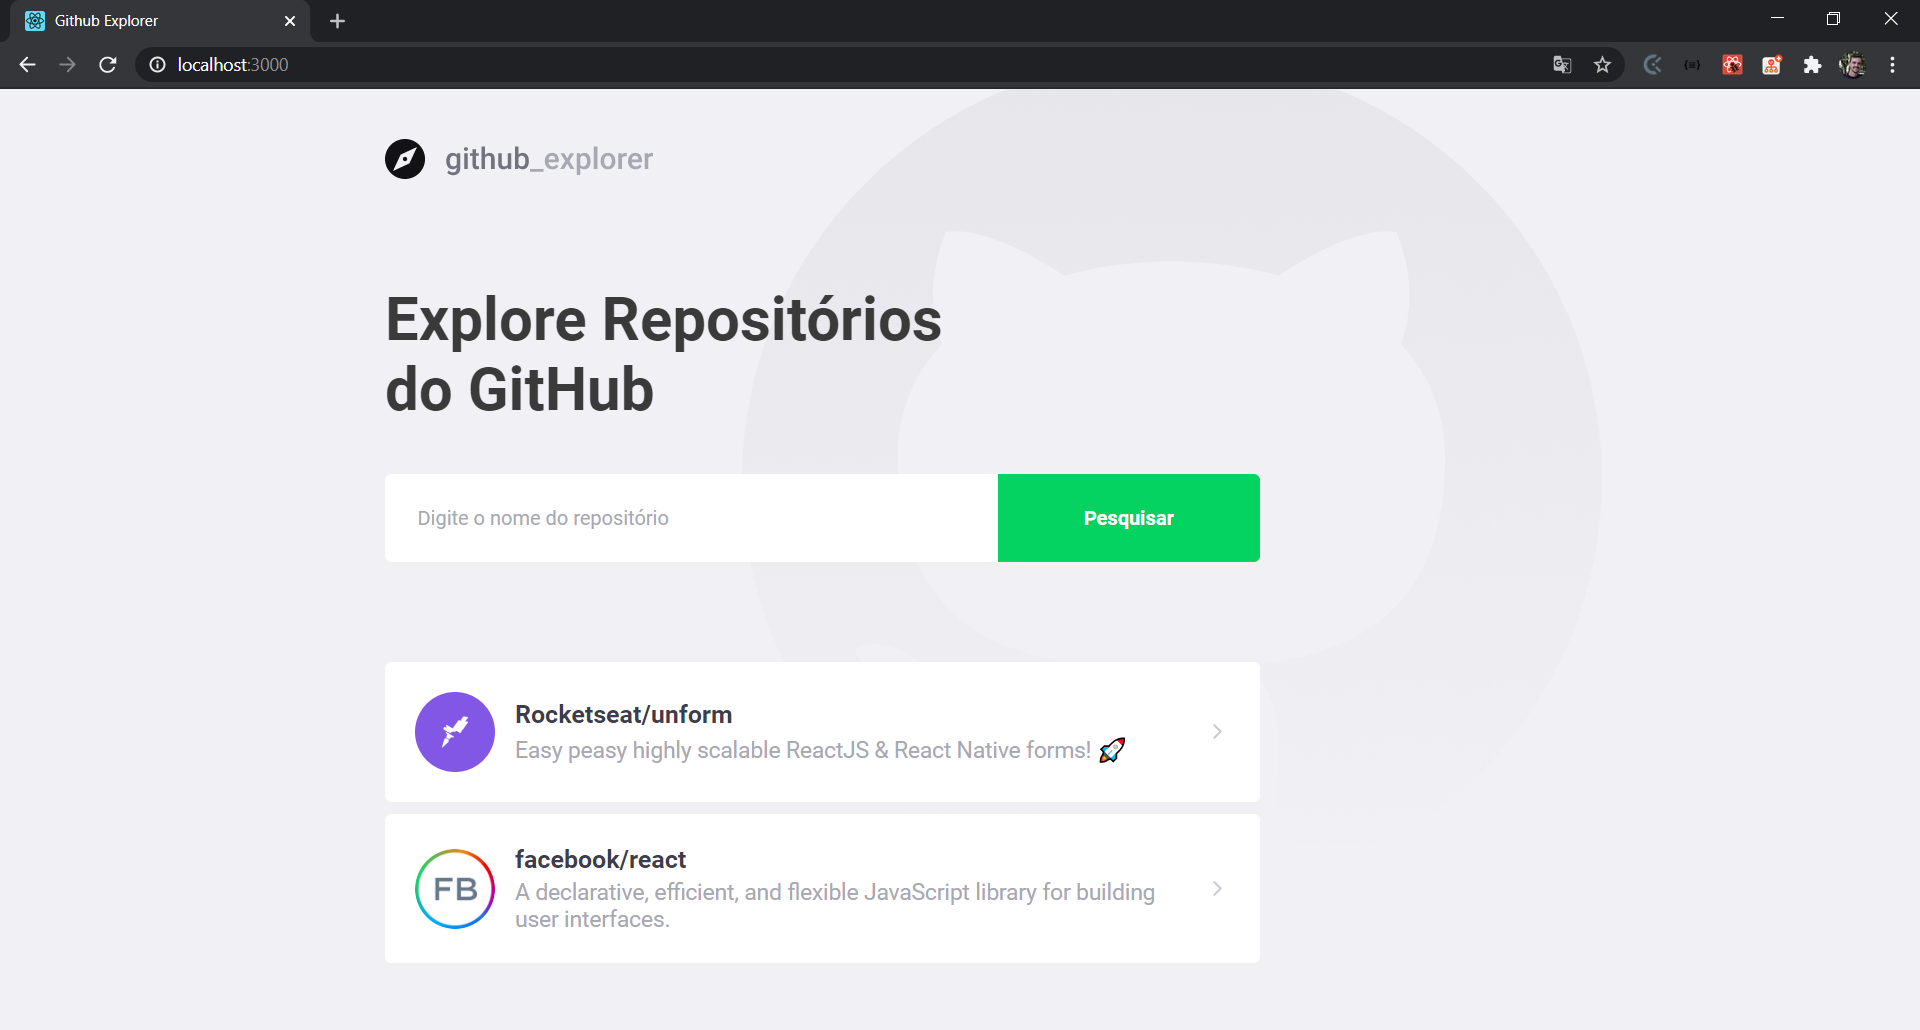 Github Explorer
localhost:3000
github_explorer
Explore Repositórios
do GitHub
Digite o nome do repositório
Pesquisar
Rocketseat/unform
Easy peasy highly scalable ReactJS & React Native forms! 🚀
FB
facebook/react
A declarative, efficient, and flexible JavaScript library for building
user interfaces.